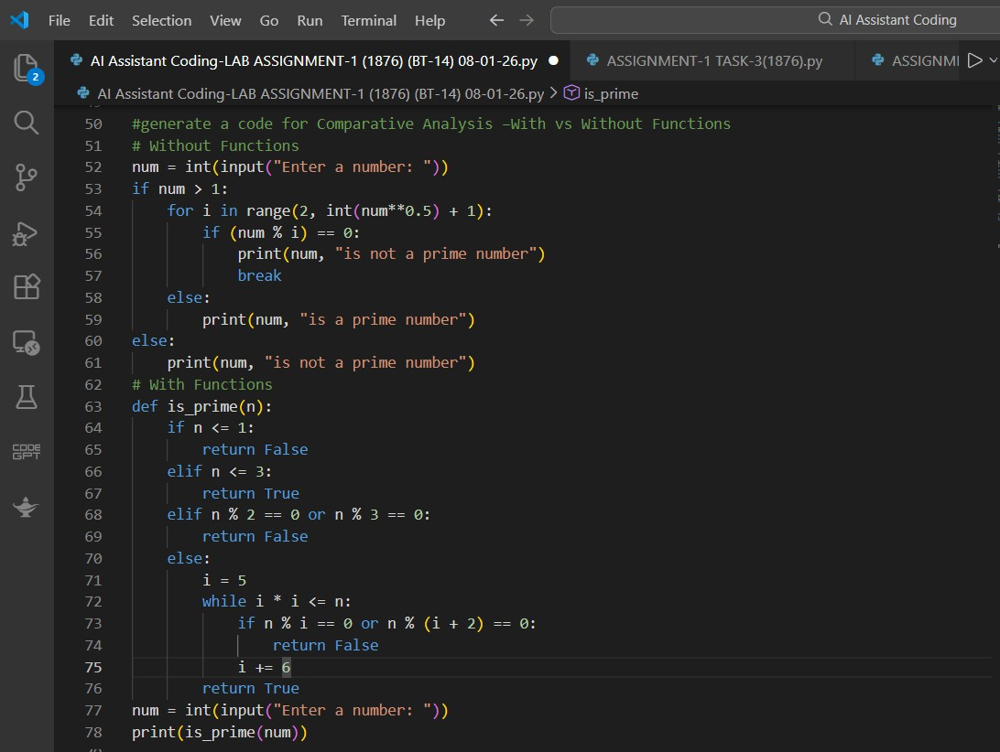 File Edit Selection View Go Run Terminal Help
AI Assistant Coding
AI Assistant Coding-LAB ASSIGNMENT-1 (1876) (BT-14) 08-01-26.py
ASSIGNMENT-1 TASK-3(1876).py
ASSIGNMI
2
AI Assistant Coding-LAB ASSIGNMENT-1 (1876) (BT-14) 08-01-26.py > is_prime
50 #generate a code for Comparative Analysis –With vs Without Functions
51 # Without Functions
52 num = int(input("Enter a number: "))
53 if num > 1:
54     for i in range(2, int(num**0.5) + 1):
55         if (num % i) == 0:
56             print(num, "is not a prime number")
57             break
58     else:
59         print(num, "is a prime number")
60 else:
61     print(num, "is not a prime number")
62 # With Functions
63 def is_prime(n):
64     if n <= 1:
65         return False
66     elif n <= 3:
67         return True
68     elif n % 2 == 0 or n % 3 == 0:
69         return False
70     else:
71         i = 5
72         while i * i <= n:
73             if n % i == 0 or n % (i + 2) == 0:
74                 return False
75             i += 6
76         return True
77 num = int(input("Enter a number: "))
78 print(is_prime(num))
CODE
GPT